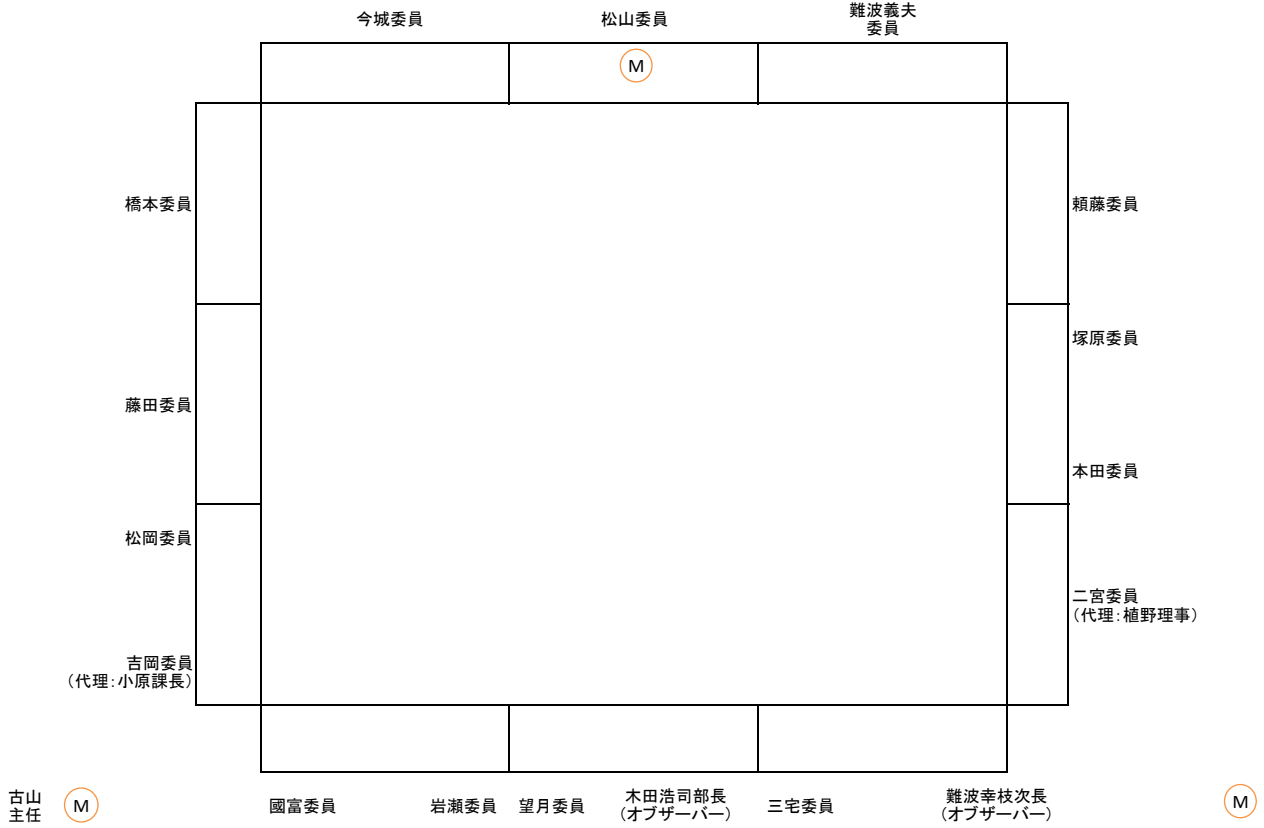 今城委員
松山委員
難波義夫
委員
M
橋本委員
頼藤委員
塚原委員
藤田委員
本田委員
松岡委員
二宮委員
（代理：植野理事）
吉岡委員
（代理：小原課長）
古山
主任
M
國富委員
岩瀬委員
望月委員
木田浩司部長
（オブザーバー）
三宅委員
難波幸枝次長
（オブザーバー）
M